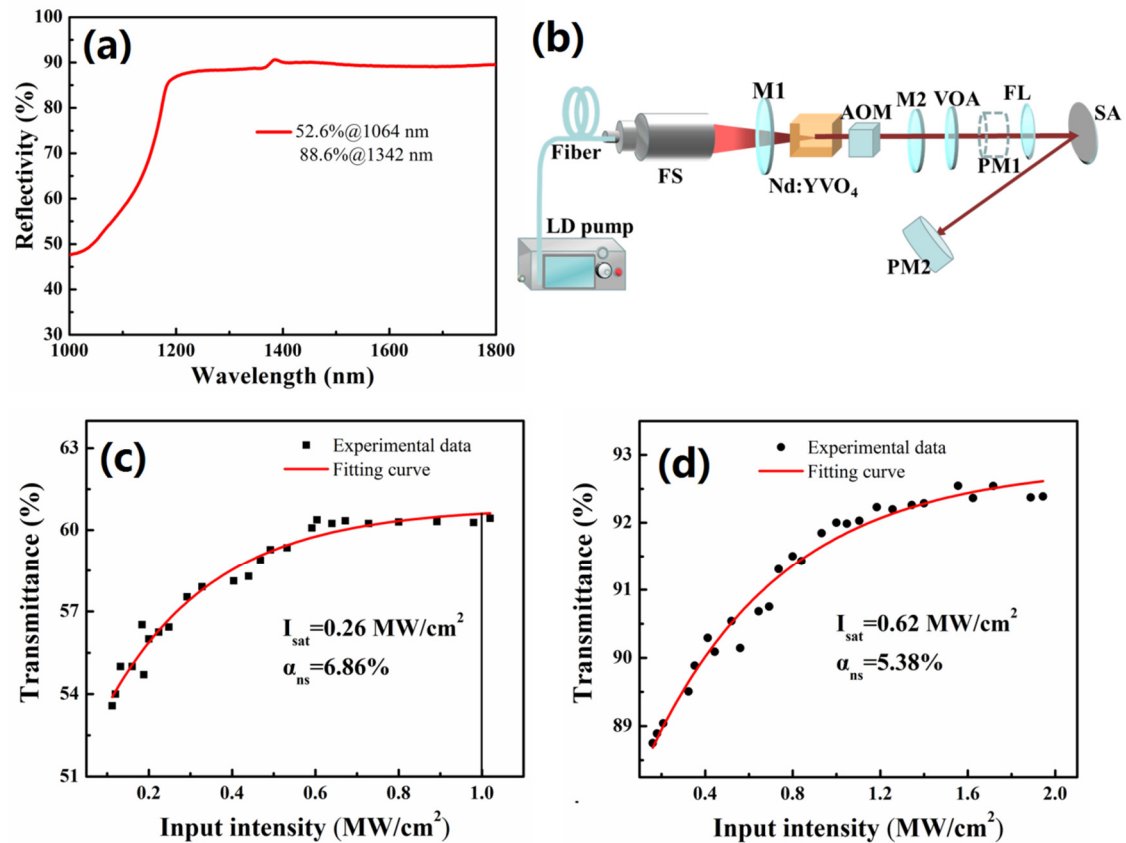 (a)
100
90
80
70
60
50
40
30
Reflectivity (%)
52.6%@1064 nm
88.6%@1342 nm
1000
1200
1400
1600
1800
Wavelength (nm)
(b)
Fiber
FS
M1
Nd:YVO4
AOM
M2
VOA
PM1
FL
SA
PM2
LD pump
(c)
63
60
57
54
51
Transmittance (%)
Experimental data
Fitting curve
Isat=0.26 MW/cm2
αns=6.86%
0.2
0.4
0.6
0.8
1.0
Input intensity (MW/cm2)
(d)
93
92
91
90
89
Transmittance (%)
Experimental data
Fitting curve
Isat=0.62 MW/cm2
αns=5.38%
0.4
0.8
1.2
1.6
2.0
Input intensity (MW/cm2)